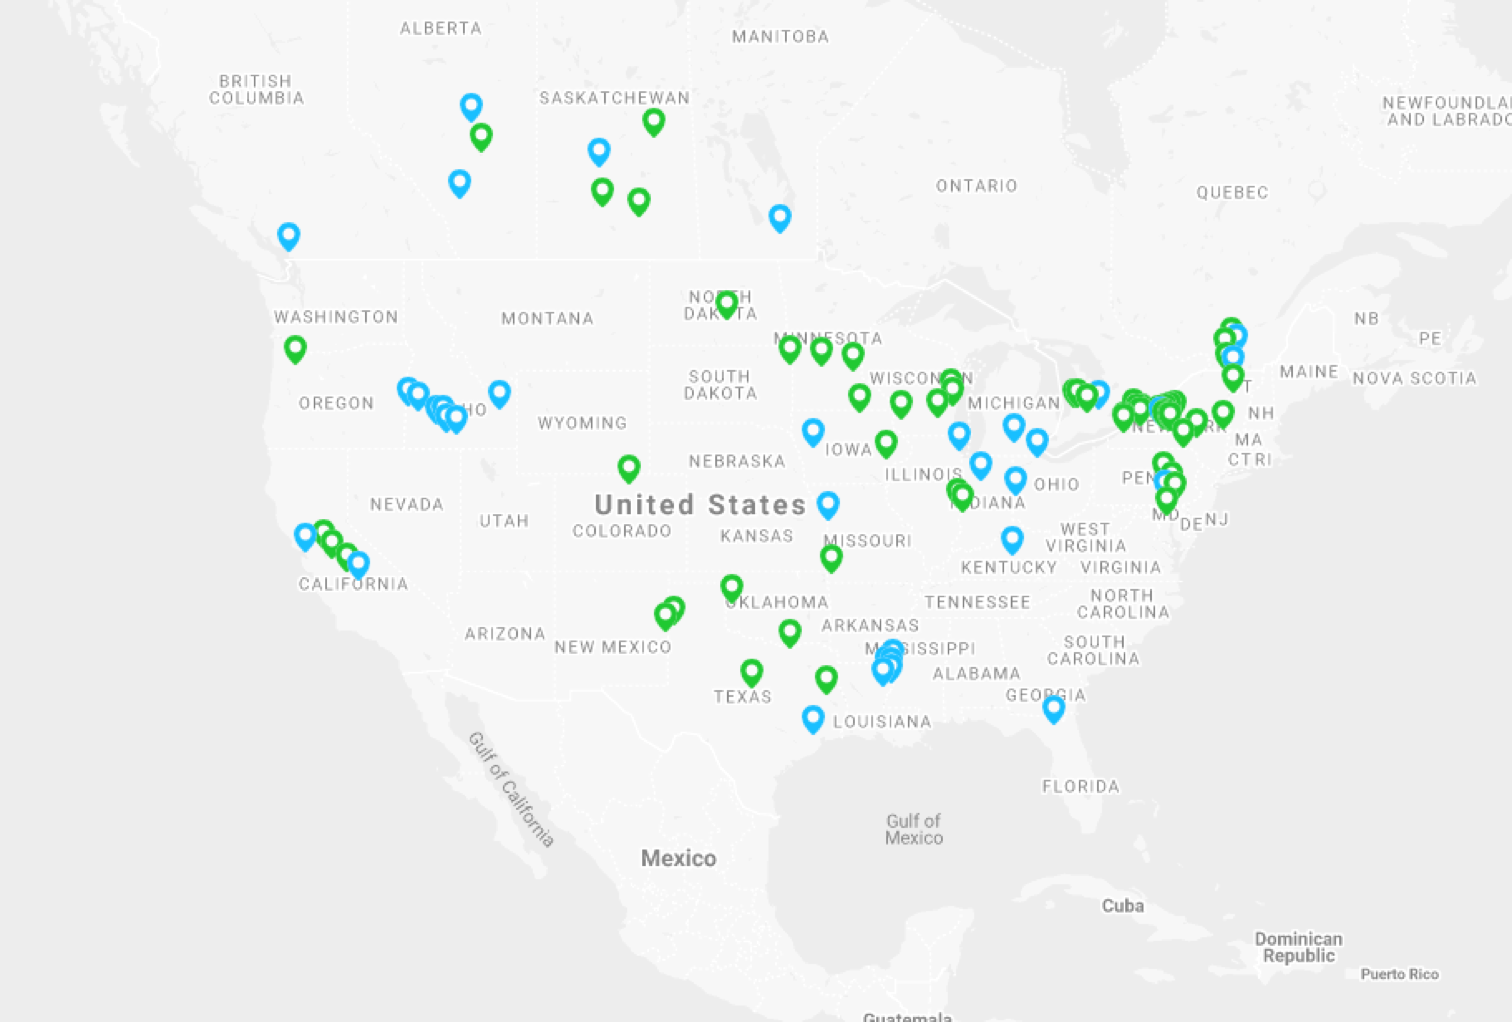 ALBERTA
MANITOBA
BRITISH
COLUMBIA
SASKATCHEWAN
NEWFOUNDLA
AND LABRADO
ONTARIO
QUEBEC
WASHINGTON
MONTANA
NORTH
DAKOTA
MINNESOTA
NB
PE
WISCONSIN
SOUTH
DAKOTA
MAINE
NOVA SCOTIA
T
OREGON
HO
WYOMING
MICHIGAN
NH
NEW YORK
MA
CT RI
IOWA
NEBRASKA
ILLINOIS
OHIO
PEN
United States
NEVADA
UTAH
COLORADO
INDIANA
MD
DE
NJ
KANSAS
MISSOURI
WEST
VIRGINIA
KENTUCKY
VIRGINIA
CALIFORNIA
OKLAHOMA
TENNESSEE
NORTH
CAROLINA
ARIZONA
NEW MEXICO
ARKANSAS
MISSISSIPPI
SOUTH
CAROLINA
ALABAMA
TEXAS
GEORGIA
LOUISIANA
Gulf of California
FLORIDA
Gulf of
Mexico
Mexico
Cuba
Dominican
Republic
Puerto Rico
Guatemala